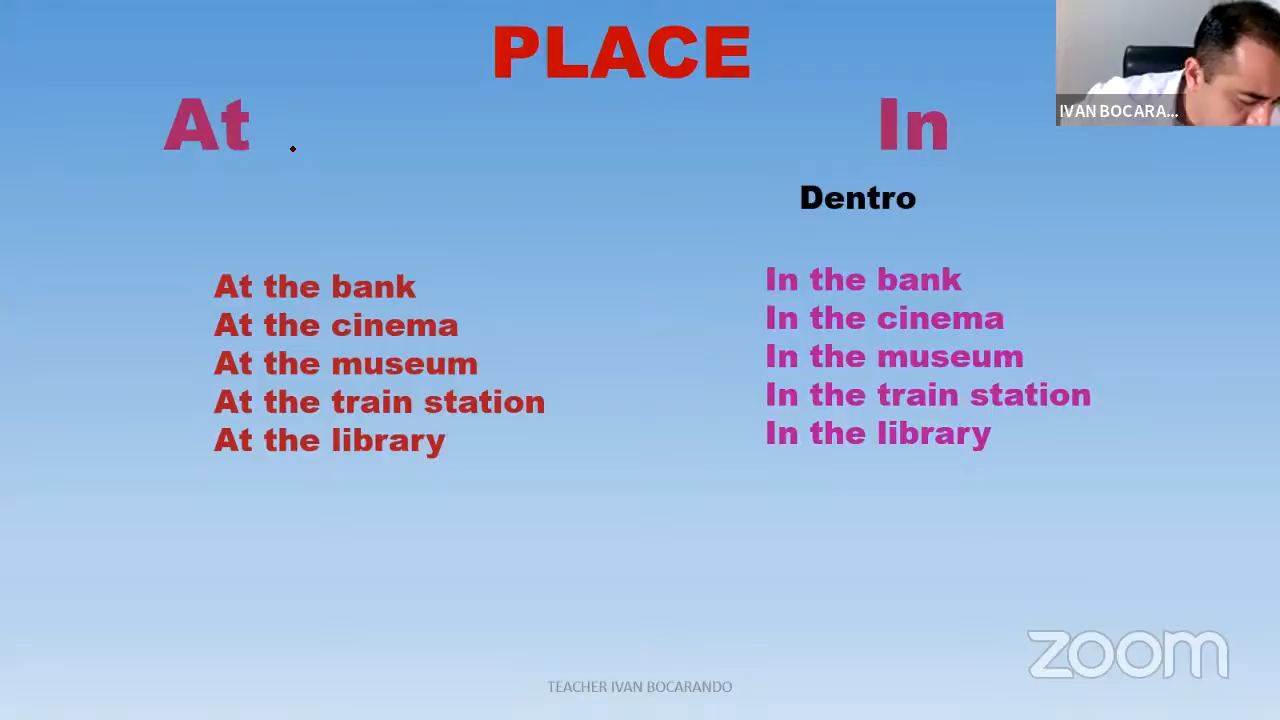 PLACE
At
In
IVAN BOCARA...
Dentro
At the bank
At the cinema
At the museum
At the train station
At the library
In the bank
In the cinema
In the museum
In the train station
In the library
zoom
TEACHER IVAN BOCARANDO